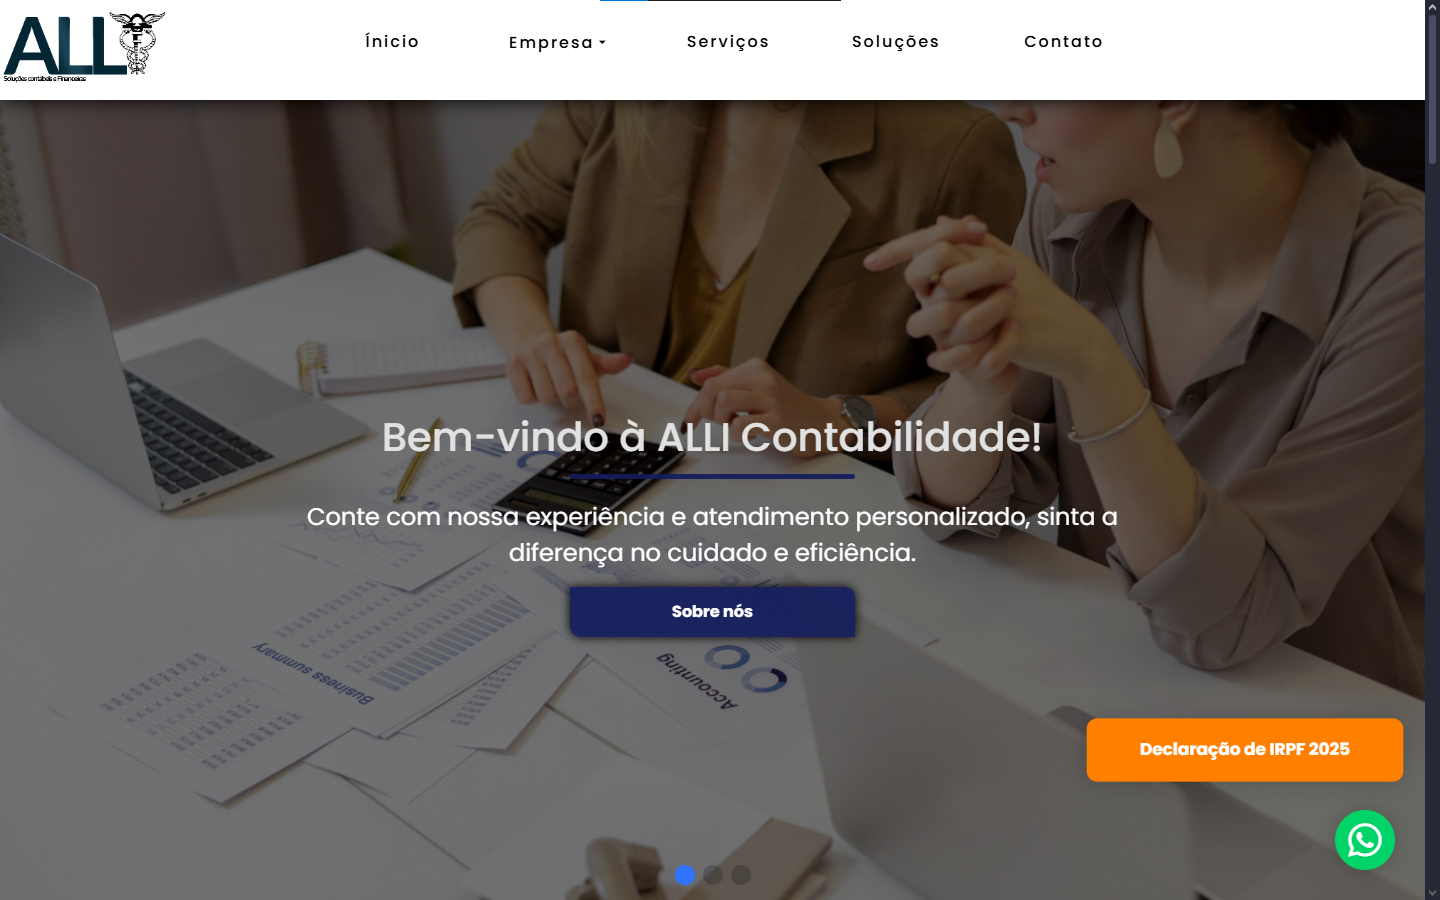 ALLI
Soluções contábeis e Financeiras
Ínicio
Empresa
Serviços
Soluções
Contato
Bem-vindo à ALLI Contabilidade!
Conte com nossa experiência e atendimento personalizado, sinta a
diferença no cuidado e eficiência.
Sobre nós
Business summary
Accounting
Declaração de IRPF 2025